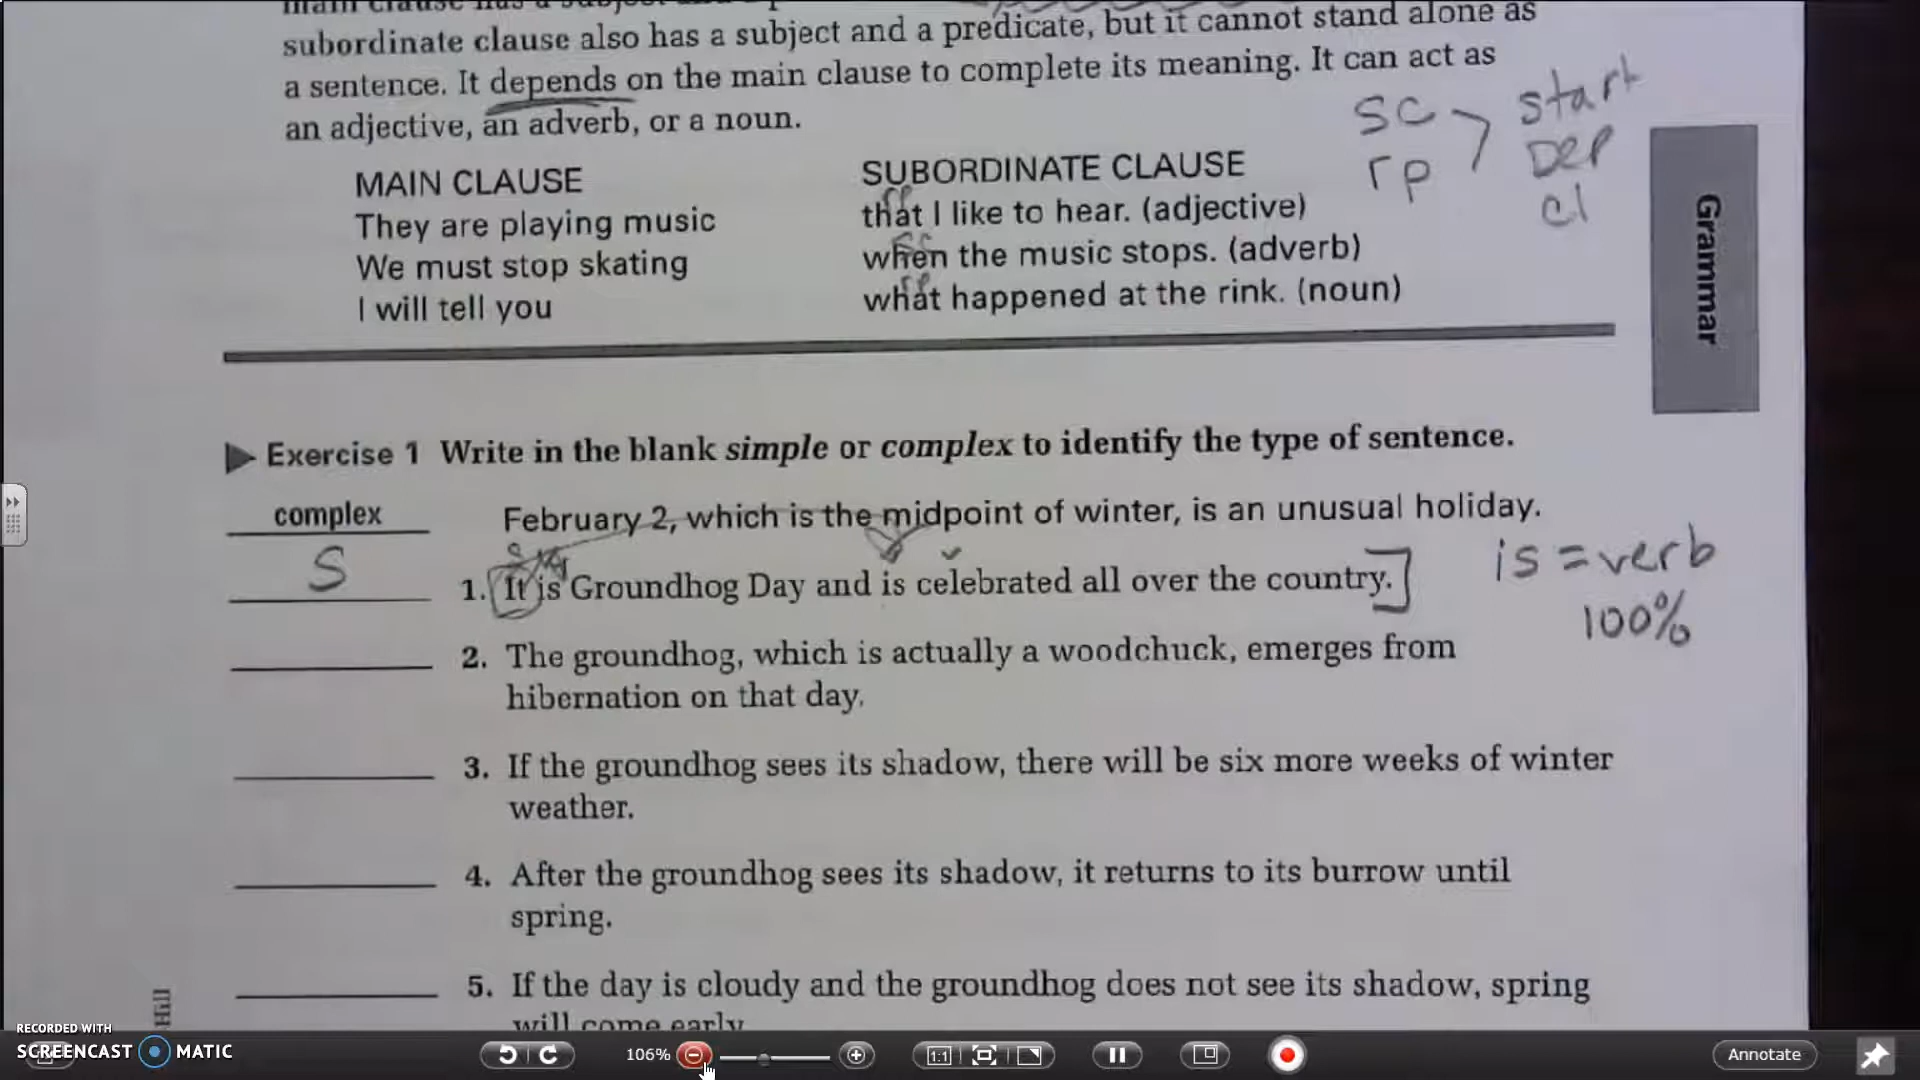 subordinate clause also has a subject and a predicate, but it cannot stand alone as
a sentence. It depends on the main clause to complete its meaning. It can act as
an adjective, an adverb, or a noun.
sc
rp
start
Dep
cl
MAIN CLAUSE
They are playing music
We must stop skating
I will tell you
SUBORDINATE CLAUSE
rp
that I like to hear. (adjective)
sc
when the music stops. (adverb)
rp
what happened at the rink. (noun)
Grammar
Exercise 1 Write in the blank simple or complex to identify the type of sentence.
complex February 2, which is the midpoint of winter, is an unusual holiday.
S 1. It is Groundhog Day and is celebrated all over the country.
is = verb
100%
2. The groundhog, which is actually a woodchuck, emerges from
hibernation on that day.
3. If the groundhog sees its shadow, there will be six more weeks of winter
weather.
4. After the groundhog sees its shadow, it returns to its burrow until
spring.
5. If the day is cloudy and the groundhog does not see its shadow, spring
will come early
Hill
RECORDED WITH
SCREENCAST MATIC
106%
1:1
Annotate